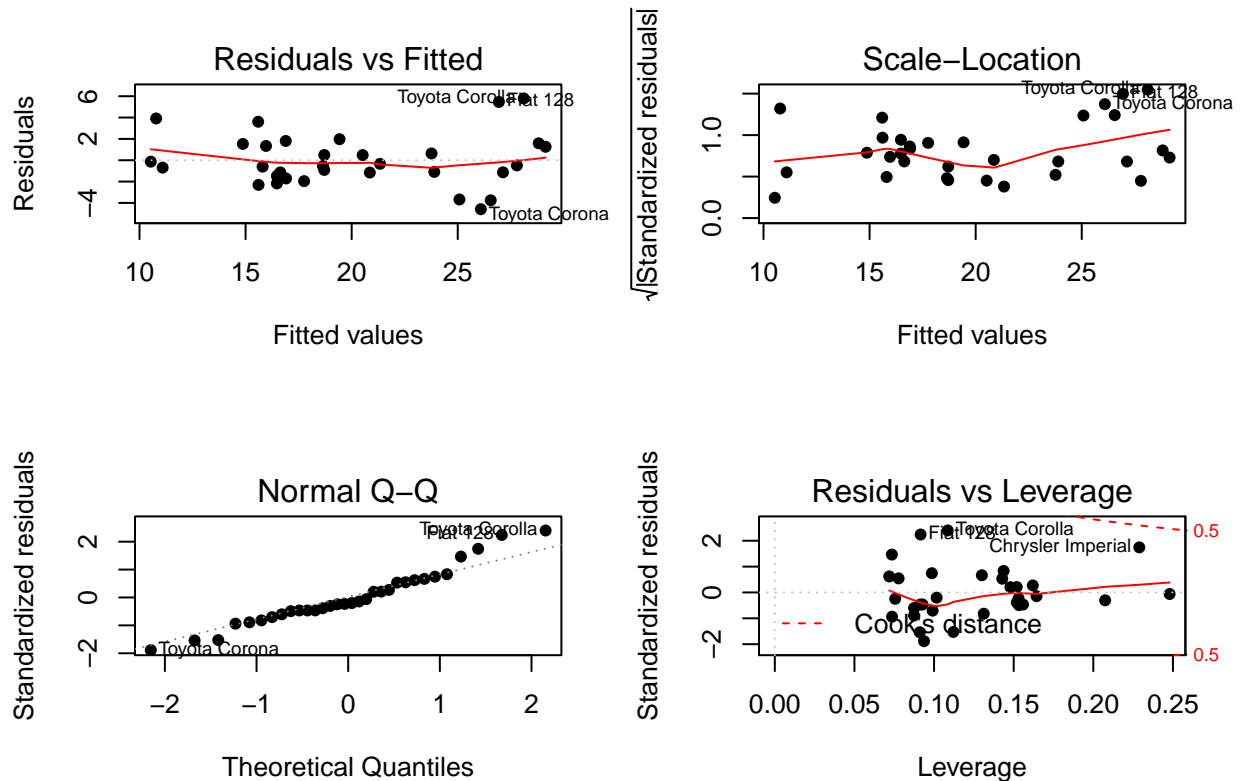 Residuals vs Fitted
Residuals
6
2
−4
Toyota Corolla
Fiat 128
Toyota Corona
10
15
20
25
Fitted values
Scale−Location
√|Standardized residuals|
1.0
0.0
Toyota Corolla
Fiat 128
Toyota Corona
10
15
20
25
Fitted values
Normal Q−Q
Standardized residuals
2
0
−2
Toyota Corolla
Fiat 128
Toyota Corona
−2
−1
0
1
2
Theoretical Quantiles
Residuals vs Leverage
Standardized residuals
2
0
−2
Fiat 128
Toyota Corolla
Chrysler Imperial
0.5
Cook's distance
0.5
0.00
0.05
0.10
0.15
0.20
0.25
Leverage